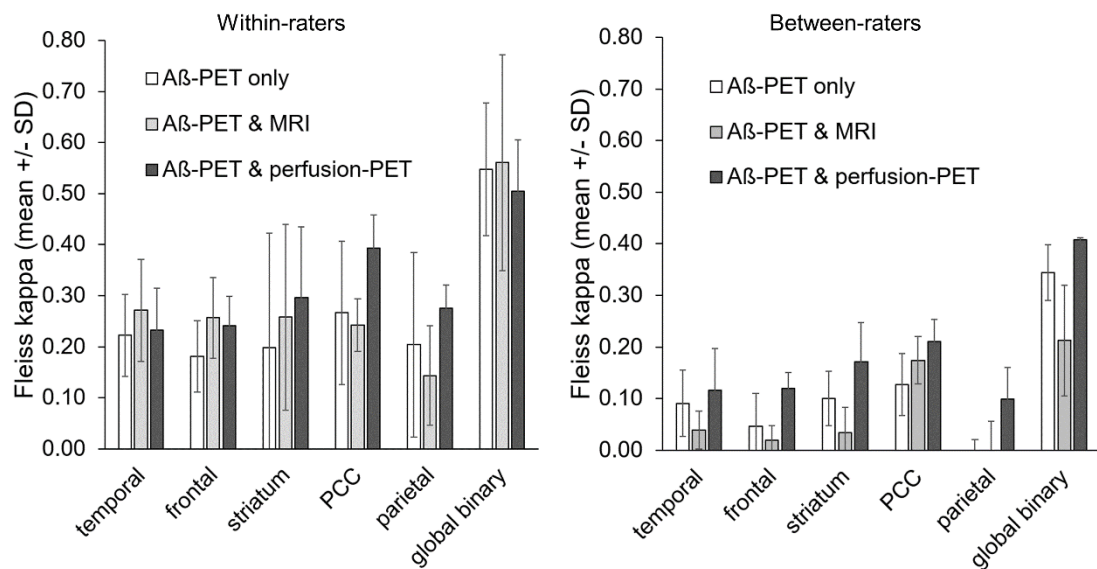 Within-raters
Fleiss kappa (mean +/- SD)
0.80
0.70
0.60
0.50
0.40
0.30
0.20
0.10
0.00
Aß-PET only
Aß-PET & MRI
Aß-PET & perfusion-PET
temporal
frontal
striatum
PCC
parietal
global binary
Between-raters
Fleiss kappa (mean +/- SD)
0.80
0.70
0.60
0.50
0.40
0.30
0.20
0.10
0.00
Aß-PET only
Aß-PET & MRI
Aß-PET & perfusion-PET
temporal
frontal
striatum
PCC
parietal
global binary